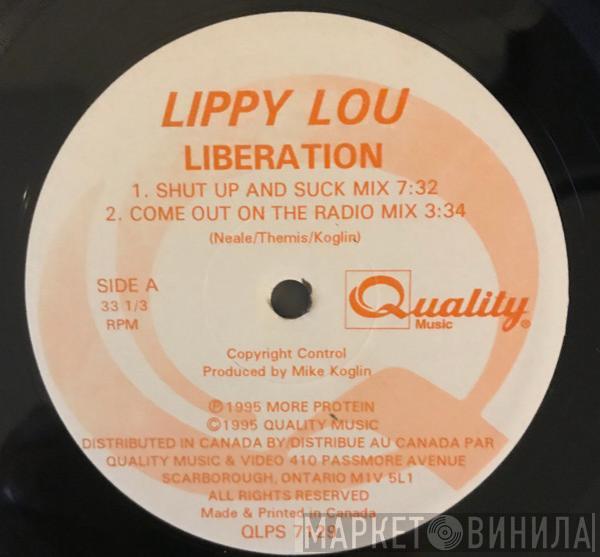 LIPPY LOU
LIBERATION
1. SHUT UP AND SUCK MIX 7:32
2. COME OUT ON THE RADIO MIX 3:34
(Neale/Themis/Koglin)
SIDE A
33 1/3
RPM
Quality®
Music
Copyright Control
Produced by Mike Koglin
℗1995 MORE PROTEIN
©1995 QUALITY MUSIC
DISTRIBUTED IN CANADA BY/DISTRIBUE AU CANADA PAR
QUALITY MUSIC & VIDEO 410 PASSMORE AVENUE
SCARBOROUGH, ONTARIO M1V 5L1
ALL RIGHTS RESERVED
Made & Printed in Canada
QLPS 7129
МАРКЕТ ВИНИЛА